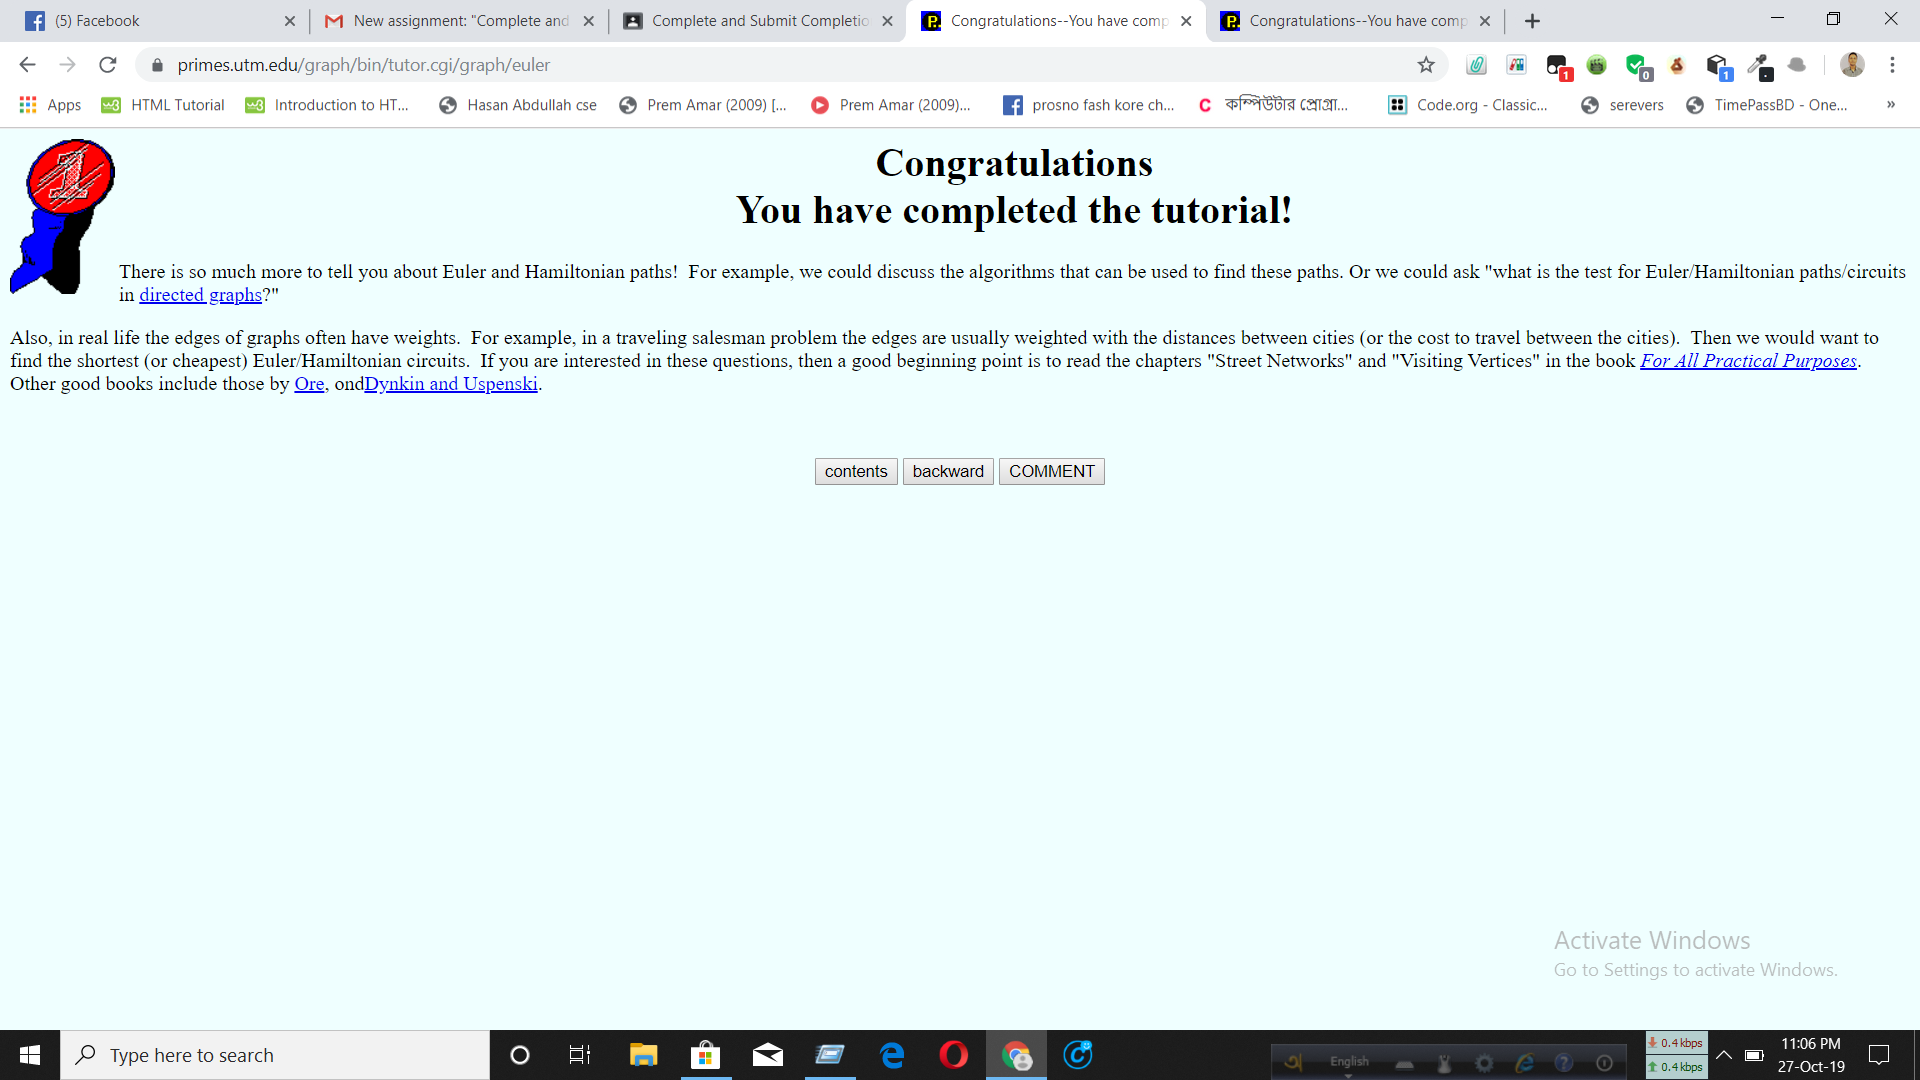 (5) Facebook
New assignment: "Complete and
Complete and Submit Completio
Congratulations--You have comp
Congratulations--You have comp
primes.utm.edu/graph/bin/tutor.cgi/graph/euler
1
0
1
Apps
HTML Tutorial
Introduction to HT...
Hasan Abdullah cse
Prem Amar (2009) [...
Prem Amar (2009)...
prosno fash kore ch...
কম্পিউটার প্রোগ্রা...
Code.org - Classic...
serevers
TimePassBD - One...
»
1
Congratulations
You have completed the tutorial!
There is so much more to tell you about Euler and Hamiltonian paths!  For example, we could discuss the algorithms that can be used to find these paths. Or we could ask "what is the test for Euler/Hamiltonian paths/circuits
in directed graphs?"
Also, in real life the edges of graphs often have weights.  For example, in a traveling salesman problem the edges are usually weighted with the distances between cities (or the cost to travel between the cities).  Then we would want to
find the shortest (or cheapest) Euler/Hamiltonian circuits.  If you are interested in these questions, then a good beginning point is to read the chapters "Street Networks" and "Visiting Vertices" in the book For All Practical Purposes.
Other good books include those by Ore, ondDynkin and Uspenski.
contents
backward
COMMENT
Activate Windows
Go to Settings to activate Windows.
Type here to search
অ
English
0.4 kbps
0.4 kbps
11:06 PM
27-Oct-19